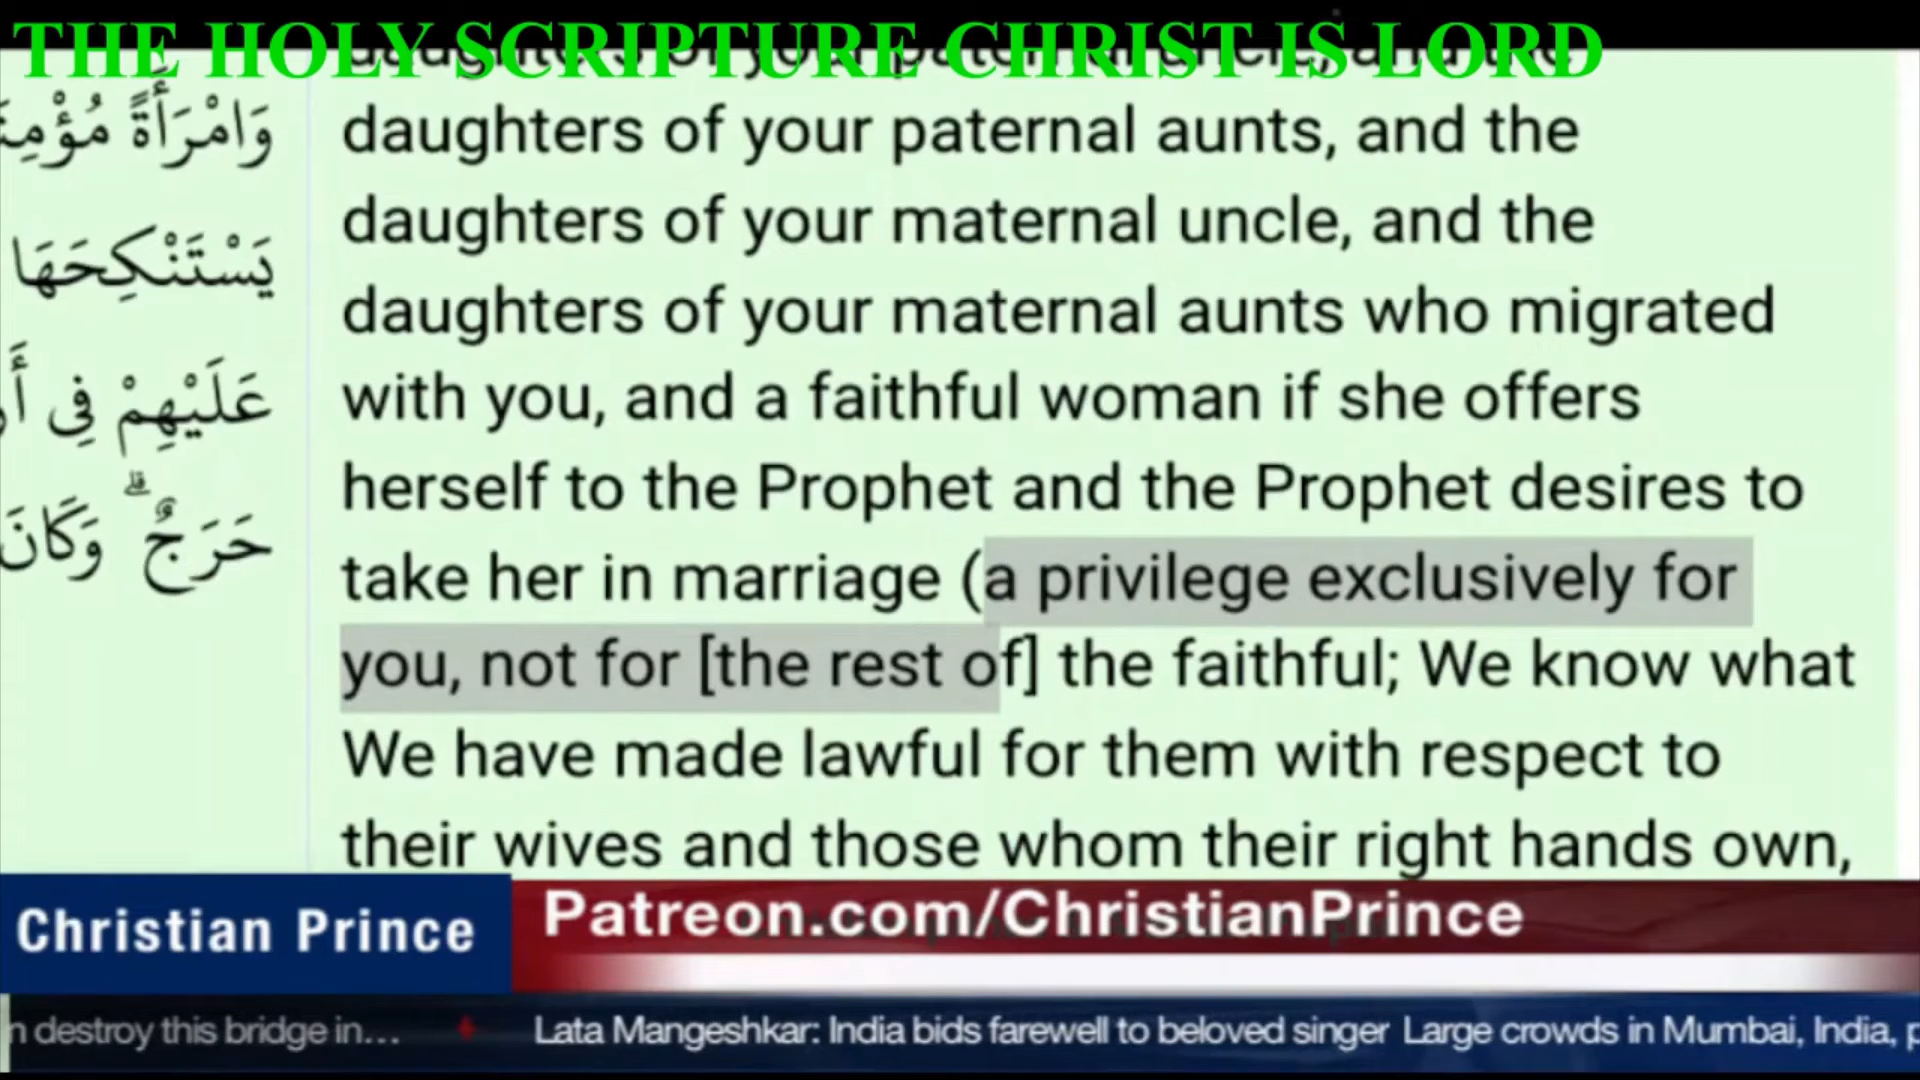 THE HOLY SCRIPTURE CHRIST IS LORD
daughters of your paternal aunts, and the
daughters of your maternal uncle, and the
daughters of your maternal aunts who migrated
with you, and a faithful woman if she offers
herself to the Prophet and the Prophet desires to
take her in marriage (a privilege exclusively for
you, not for [the rest of] the faithful; We know what
We have made lawful for them with respect to
their wives and those whom their right hands own,
وَامْرَأَةً
يَسْتَنْكِحَهَا
عَلَيْهِمْ فِي
حَرَجٌ ۗ وَكَانَ
Christian Prince
Patreon.com/ChristianPrince
destroy this bridge in...
Lata Mangeshkar: India bids farewell to beloved singer Large crowds in Mumbai, India,